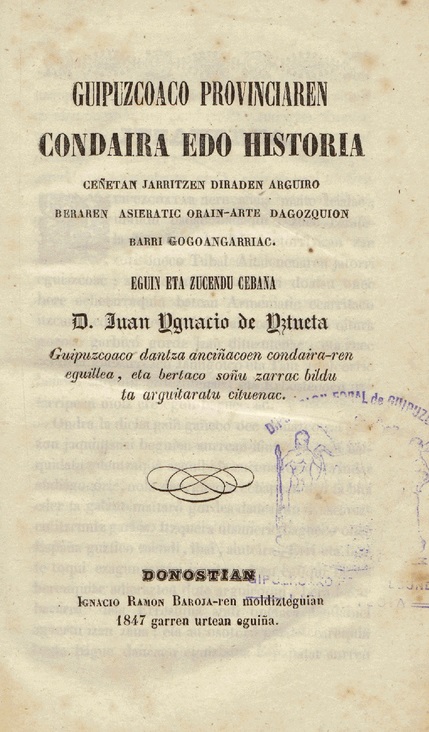 GUIPUZCOACO PROVINCIAREN
CONDAIRA EDO HISTORIA
CEÑETAN JARRITZEN DIRADEN ARGUIRO
BERAREN ASIERATIC ORAIN-ARTE DAGOZQUION
BARRI GOGOANGARRIAC.
EGUIN ETA ZUCENDU CEBANA
D. Juan Ygnacio de Yztueta
Guipuzcoaco dantza anciñacoen condaira-ren
eguillea, eta bertaco soñu zarrac bildu
ta arguitaratu cituenac.
DONOSTIAN
IGNACIO RAMON BAROJA-ren moldizteguian
1847 garren urtean eguiña.